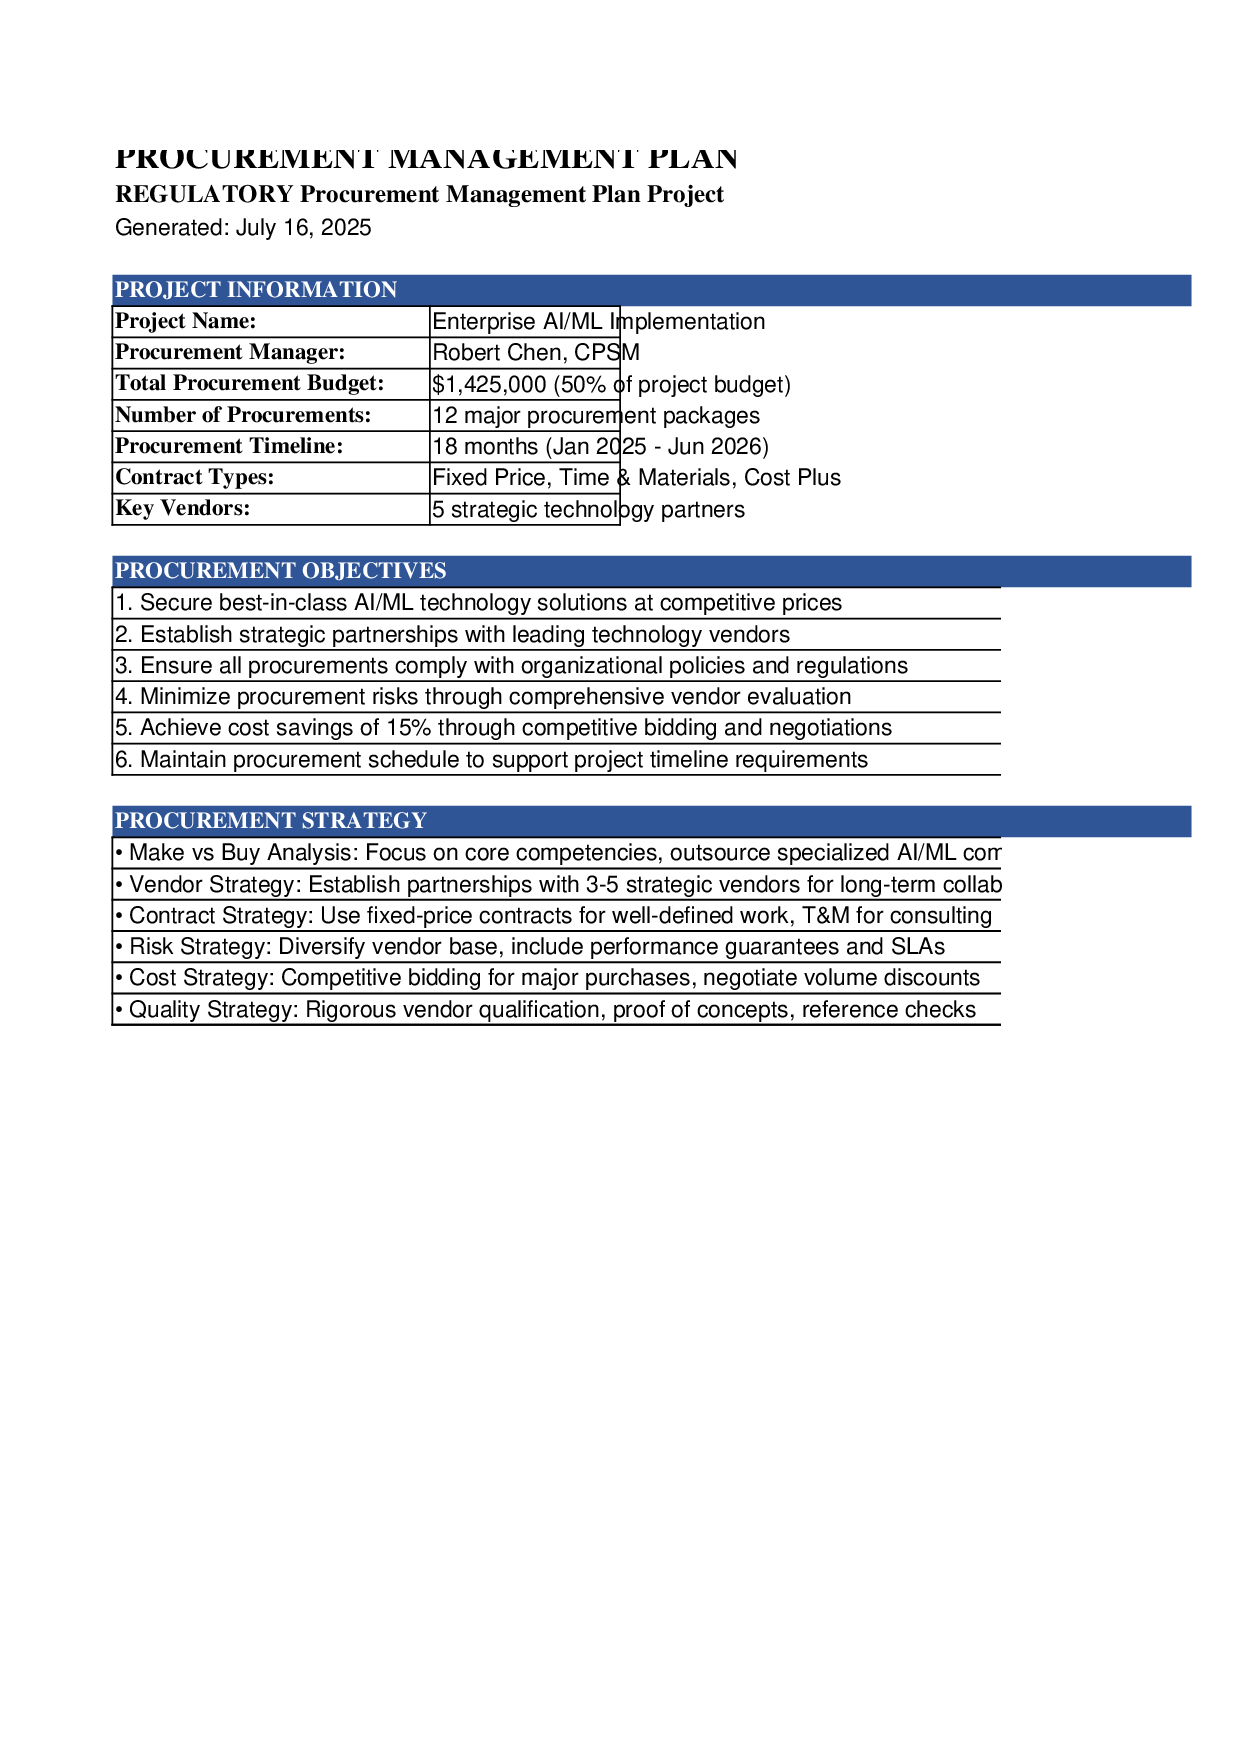 PROCUREMENT MANAGEMENT PLAN
REGULATORY Procurement Management Plan Project
Generated: July 16, 2025
PROJECT INFORMATION
Project Name: Enterprise AI/ML Implementation
Procurement Manager: Robert Chen, CPSM
Total Procurement Budget: $1,425,000 (50% of project budget)
Number of Procurements: 12 major procurement packages
Procurement Timeline: 18 months (Jan 2025 - Jun 2026)
Contract Types: Fixed Price, Time & Materials, Cost Plus
Key Vendors: 5 strategic technology partners
PROCUREMENT OBJECTIVES
1. Secure best-in-class AI/ML technology solutions at competitive prices
2. Establish strategic partnerships with leading technology vendors
3. Ensure all procurements comply with organizational policies and regulations
4. Minimize procurement risks through comprehensive vendor evaluation
5. Achieve cost savings of 15% through competitive bidding and negotiations
6. Maintain procurement schedule to support project timeline requirements
PROCUREMENT STRATEGY
• Make vs Buy Analysis: Focus on core competencies, outsource specialized AI/ML com
• Vendor Strategy: Establish partnerships with 3-5 strategic vendors for long-term collab
• Contract Strategy: Use fixed-price contracts for well-defined work, T&M for consulting
• Risk Strategy: Diversify vendor base, include performance guarantees and SLAs
• Cost Strategy: Competitive bidding for major purchases, negotiate volume discounts
• Quality Strategy: Rigorous vendor qualification, proof of concepts, reference checks